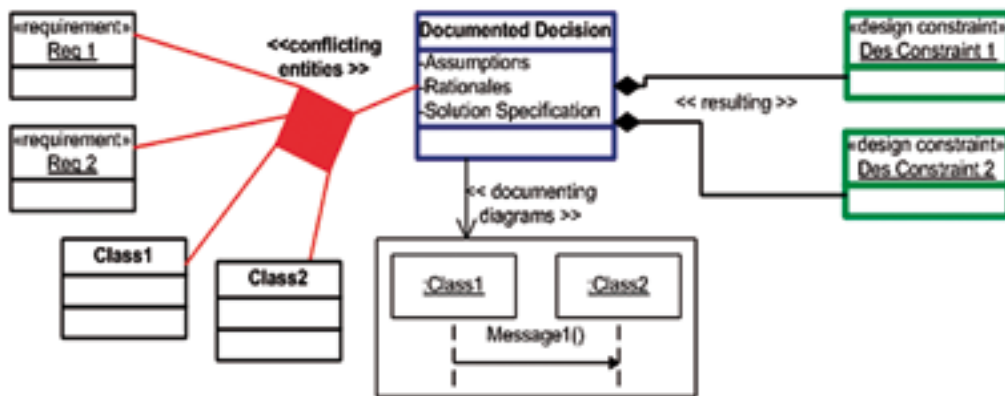 «requirement»
Req 1
«requirement»
Req 2
<<conflicting
entities >>
Class1
Class2
Documented Decision
-Assumptions
-Rationales
-Solution Specification
<< documenting
diagrams >>
:Class1
:Class2
Message1()
<< resulting >>
«design constraint»
Des Constraint 1
«design constraint»
Des Constraint 2